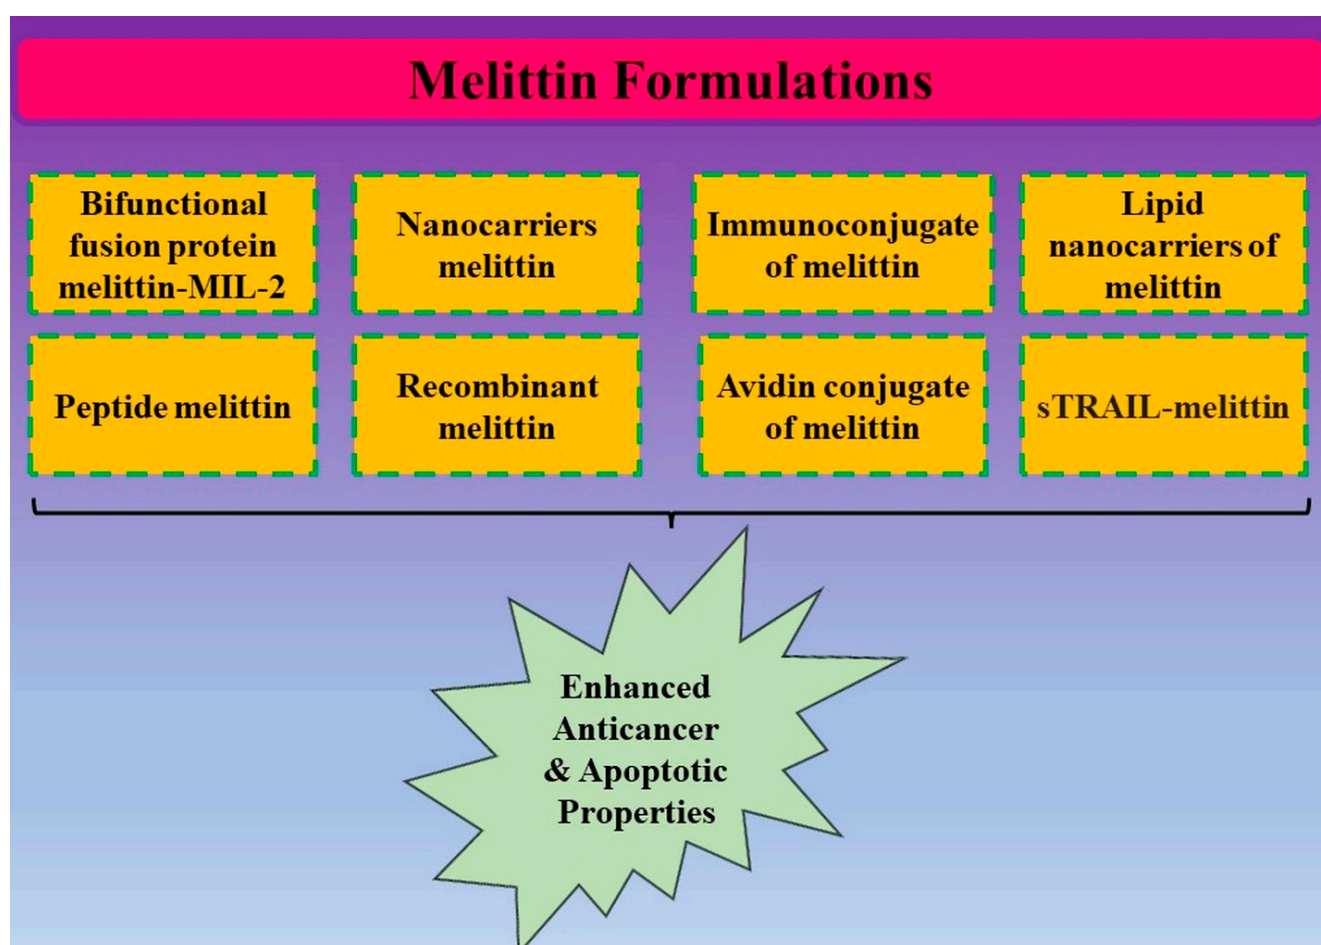 Melittin Formulations
Bifunctional
fusion protein
melittin-MIL-2
Nanocarriers
melittin
Immunoconjugate
of melittin
Lipid
nanocarriers of
melittin
Peptide melittin
Recombinant
melittin
Avidin conjugate
of melittin
sTRAIL-melittin
Enhanced
Anticancer
& Apoptotic
Properties